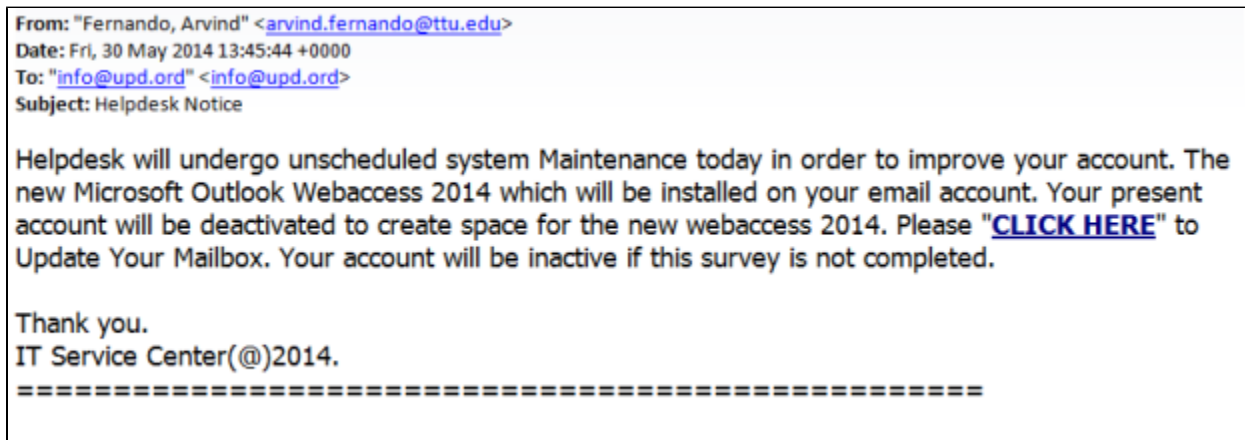 From: "Fernando, Arvind" <arvind.fernando@ttu.edu>
Date: Fri, 30 May 2014 13:45:44 +0000
To: "info@upd.ord" <info@upd.ord>
Subject: Helpdesk Notice
Helpdesk will undergo unscheduled system Maintenance today in order to improve your account. The
new Microsoft Outlook Webaccess 2014 which will be installed on your email account. Your present
account will be deactivated to create space for the new webaccess 2014. Please "CLICK HERE" to
Update Your Mailbox. Your account will be inactive if this survey is not completed.
Thank you.
IT Service Center(@)2014.
==================================================